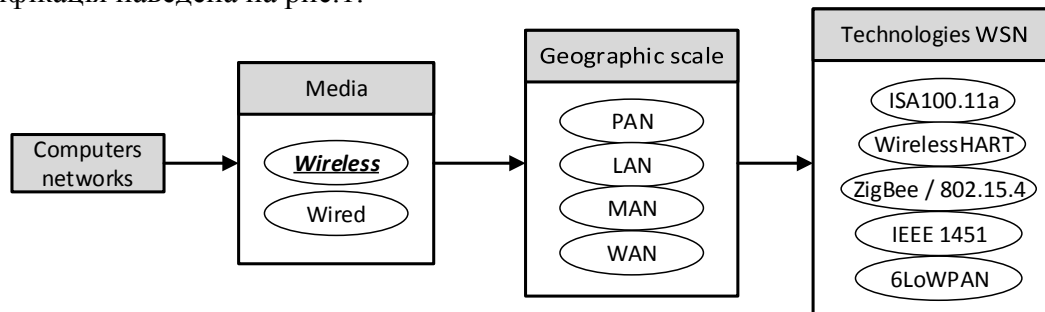 наведена на рис.1.
Computers
networks
Media
Wireless
Wired
Geographic scale
PAN
LAN
MAN
WAN
Technologies WSN
ISA100.11a
WirelessHART
ZigBee / 802.15.4
IEEE 1451
6LoWPAN